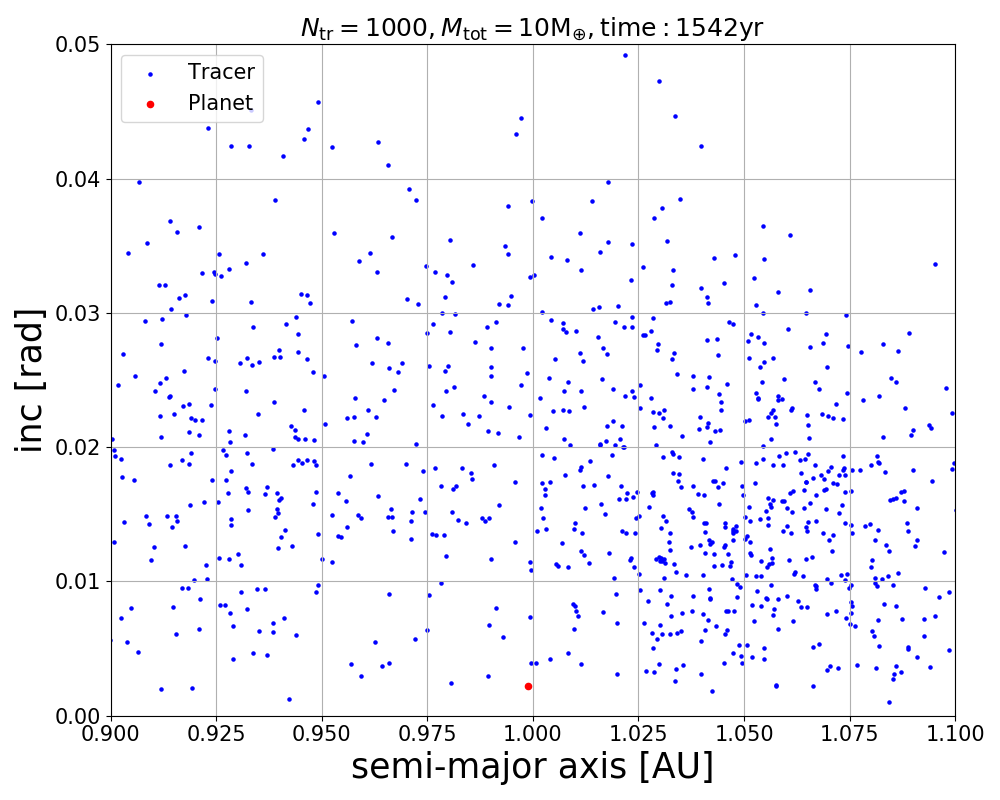 N_tr = 1000, M_tot = 10M_⊕, time : 1542yr
Tracer
Planet
inc [rad]
0.05
0.04
0.03
0.02
0.01
0.00
0.900 0.925 0.950 0.975 1.000 1.025 1.050 1.075 1.100
semi-major axis [AU]